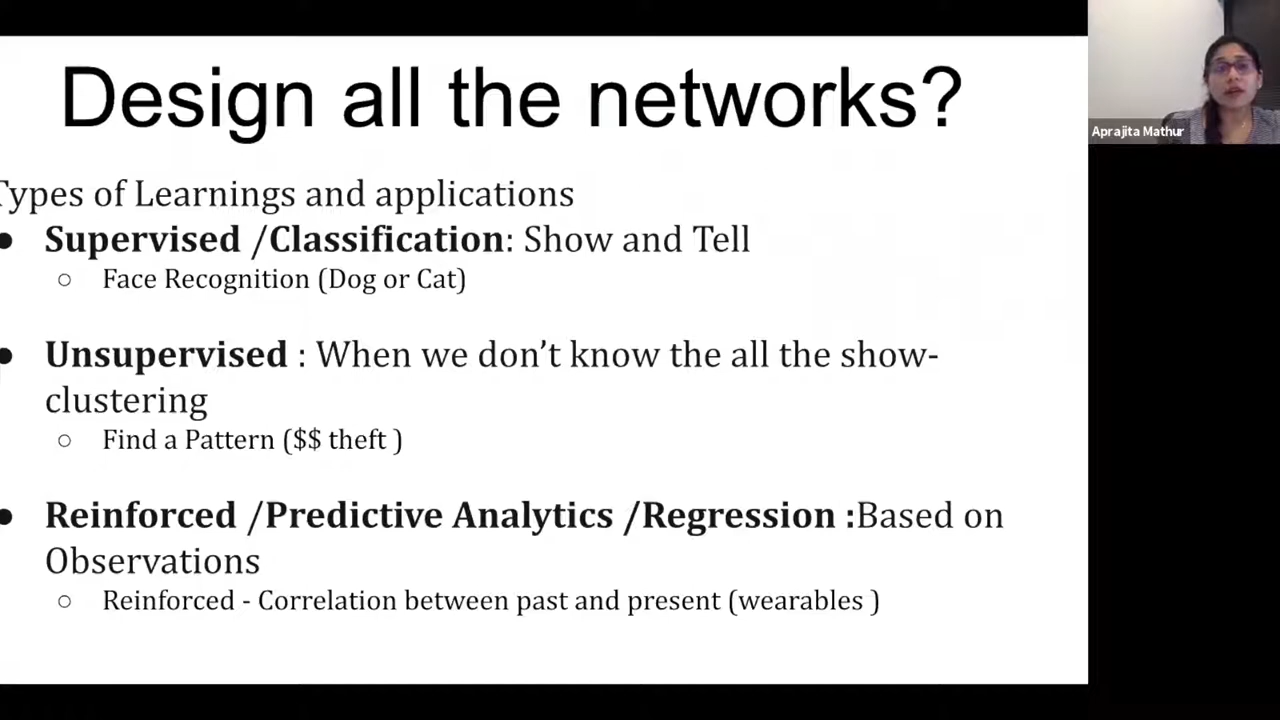 Design all the networks?
Aprajita Mathur
Types of Learnings and applications
● Supervised /Classification: Show and Tell
○ Face Recognition (Dog or Cat)
● Unsupervised : When we don’t know the all the show-
clustering
○ Find a Pattern ($$ theft )
● Reinforced /Predictive Analytics /Regression :Based on
Observations
○ Reinforced - Correlation between past and present (wearables )